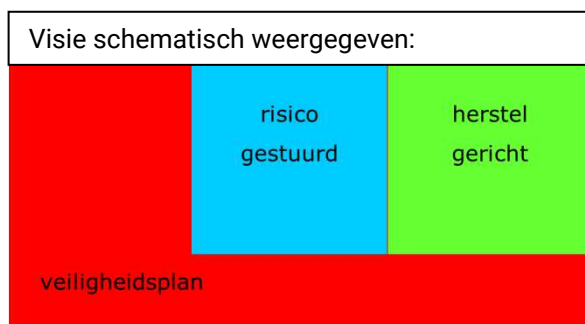 Visie schematisch weergegeven:
risico
gestuurd
herstel
gericht
veiligheidsplan